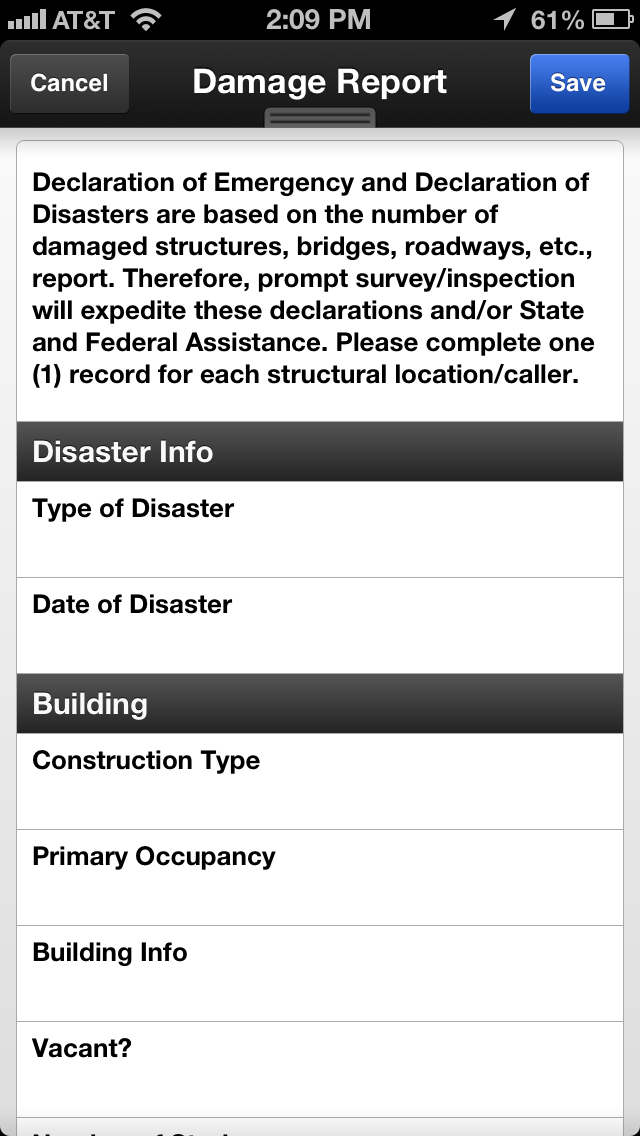 AT&T 2:09 PM 61%
Cancel Damage Report Save
Declaration of Emergency and Declaration of
Disasters are based on the number of
damaged structures, bridges, roadways, etc.,
report. Therefore, prompt survey/inspection
will expedite these declarations and/or State
and Federal Assistance. Please complete one
(1) record for each structural location/caller.
Disaster Info
Type of Disaster
Date of Disaster
Building
Construction Type
Primary Occupancy
Building Info
Vacant?